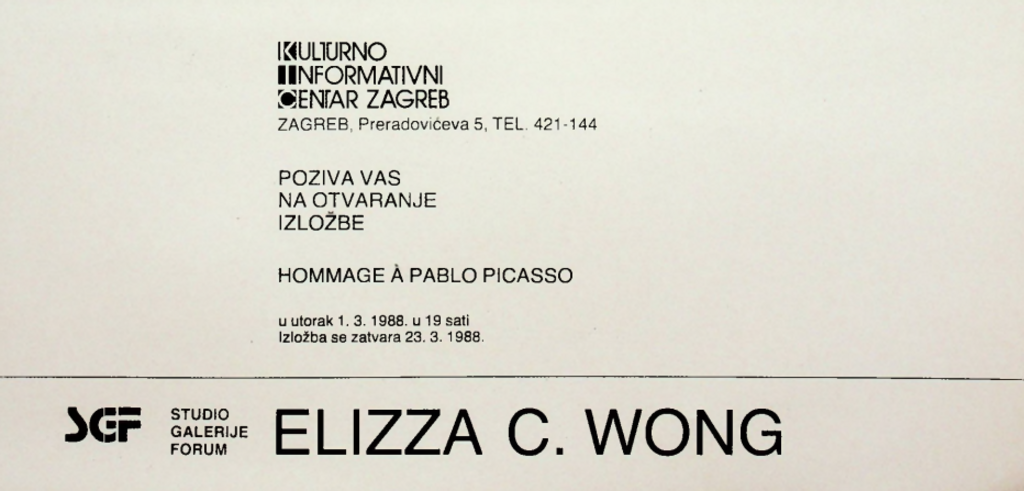 KULTURNO
INFORMATIVNI
CENTAR ZAGREB
ZAGREB, Preradovićeva 5, TEL. 421-144
POZIVA VAS
NA OTVARANJE
IZLOŽBE
HOMMAGE À PABLO PICASSO
u utorak 1. 3. 1988. u 19 sati
Izložba se zatvara 23. 3. 1988.
SGF
STUDIO
GALERIJE
FORUM
ELIZZA C. WONG